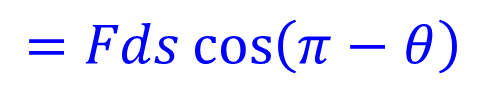 = Fds cos(π − θ)